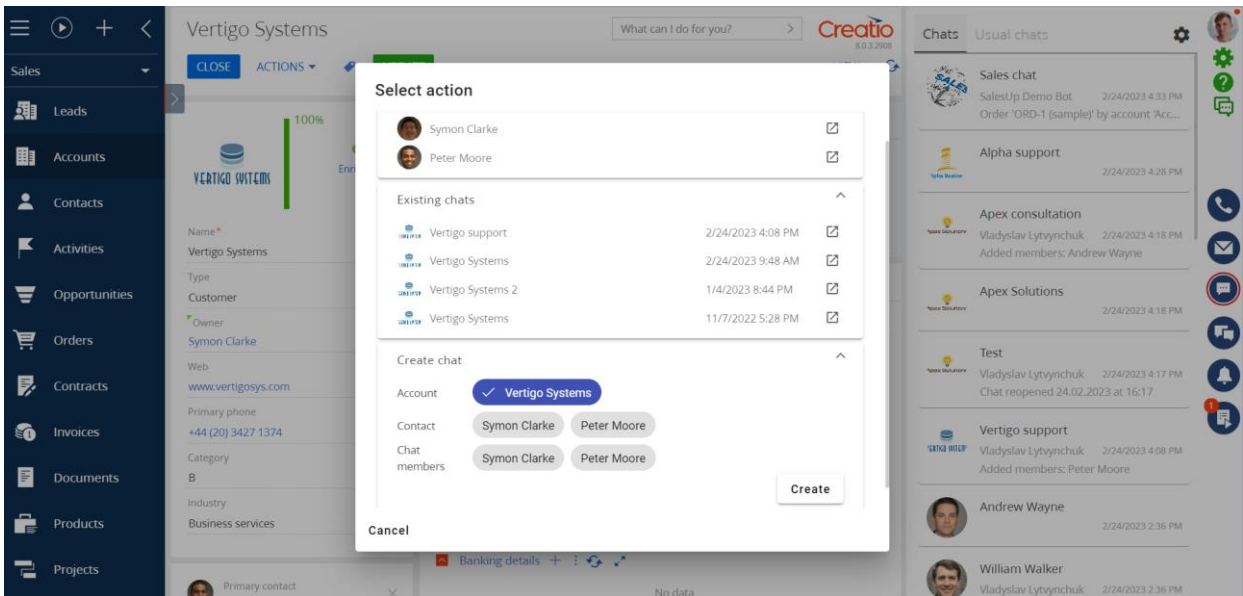 Vertigo Systems
What can I do for you?
Creatio
8.0.3.2908
CLOSE
ACTIONS
Sales
Leads
Accounts
Contacts
Activities
Opportunities
Orders
Contracts
Invoices
Documents
Products
Projects
100%
VERTIGO SYSTEMS
Name*
Vertigo Systems
Type
Customer
Owner
Symon Clarke
Web
www.vertigosys.com
Primary phone
+44 (20) 3427 1374
Category
B
Industry
Business services
Primary contact
Select action
Symon Clarke
Peter Moore
Existing chats
Vertigo support 2/24/2023 4:08 PM
Vertigo Systems 2/24/2023 9:48 AM
Vertigo Systems 2 1/4/2023 8:44 PM
Vertigo Systems 11/7/2022 5:28 PM
Create chat
Account Vertigo Systems
Contact Symon Clarke Peter Moore
Chat members Symon Clarke Peter Moore
Create
Cancel
Banking details
No data
Chats Usual chats
Sales chat
SalesUp Demo Bot 2/24/2023 4:33 PM
Order 'ORD-1 (sample)' by account 'Acc...
Alpha support
2/24/2023 4:28 PM
Apex consultation
Vladyslav Lytvynchuk 2/24/2023 4:18 PM
Added members: Andrew Wayne
Apex Solutions
2/24/2023 4:18 PM
Test
Vladyslav Lytvynchuk 2/24/2023 4:17 PM
Chat reopened 24.02.2023 at 16:17
Vertigo support
Vladyslav Lytvynchuk 2/24/2023 4:08 PM
Added members: Peter Moore
Andrew Wayne
2/24/2023 2:36 PM
William Walker
Vladyslav Lytvynchuk 2/24/2023 2:36 PM
1